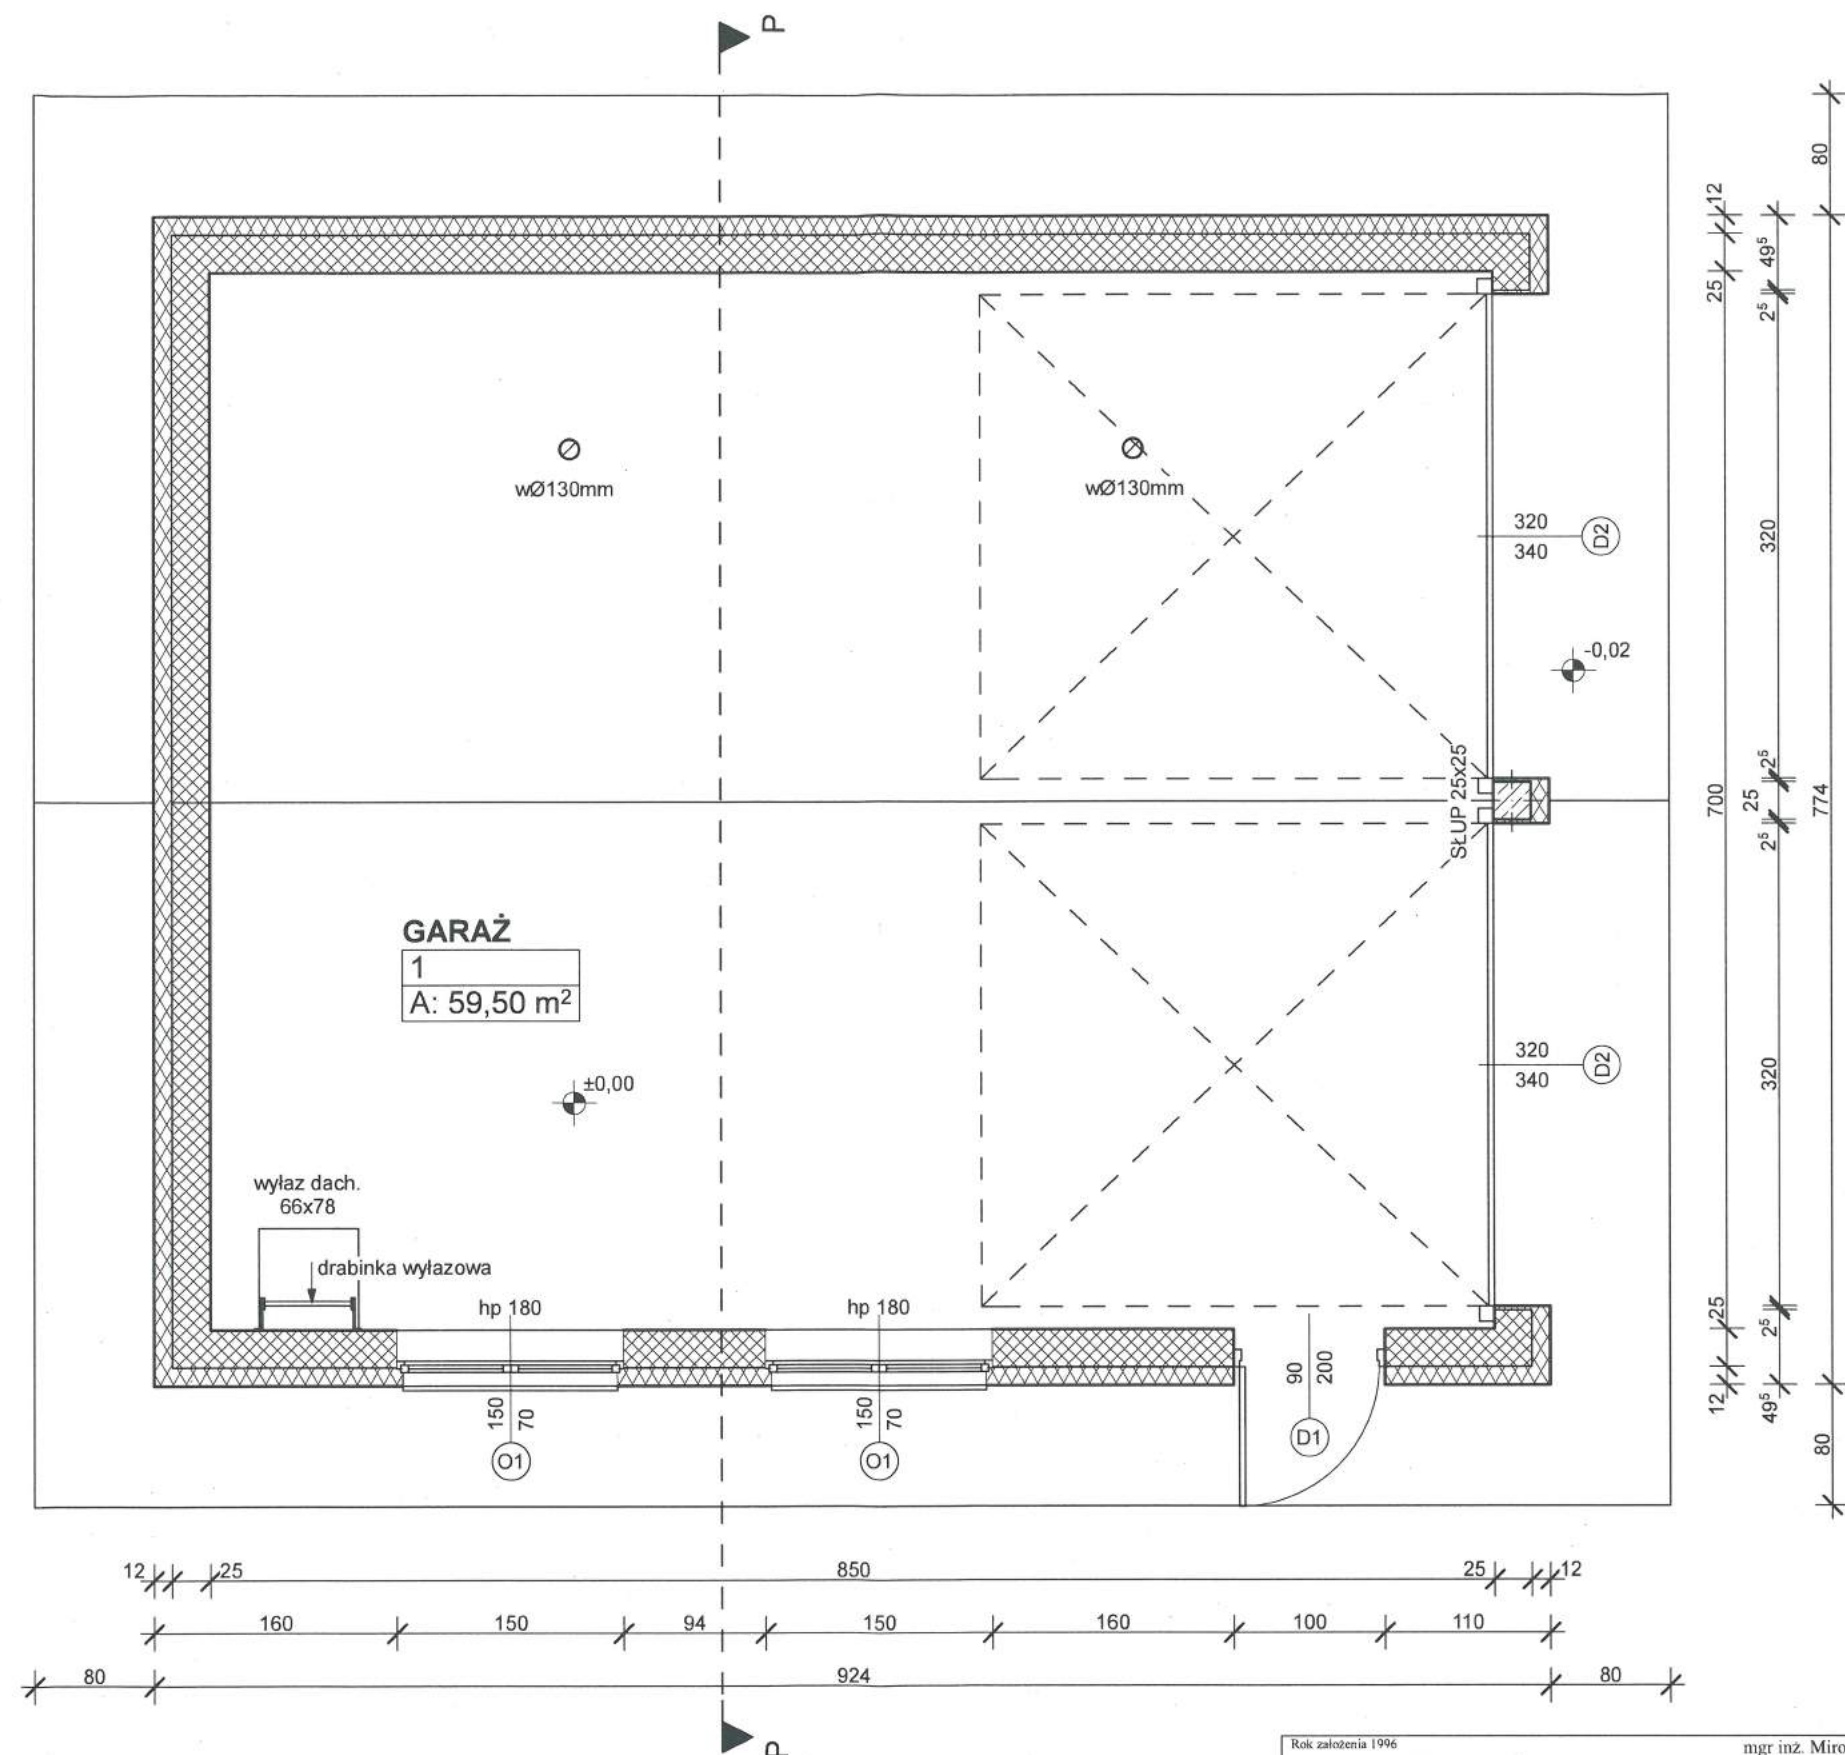 P
80
12
49⁵
25
2⁵
wØ130mm
wØ130mm
320
340
D2
320
-0,02
SŁUP 25x25
2⁵
700
25
774
2⁵
GARAŻ
1
A: 59,50 m²
320
340
D2
320
±0,00
wyłaz dach.
66x78
drabinka wyłazowa
hp 180
hp 180
25
2⁵
90
200
12
49⁵
150
70
150
70
80
O1
O1
D1
12
25
850
25
12
160
150
94
150
160
100
110
80
924
80
P
Rok założenia 1996
mgr inż. Miro